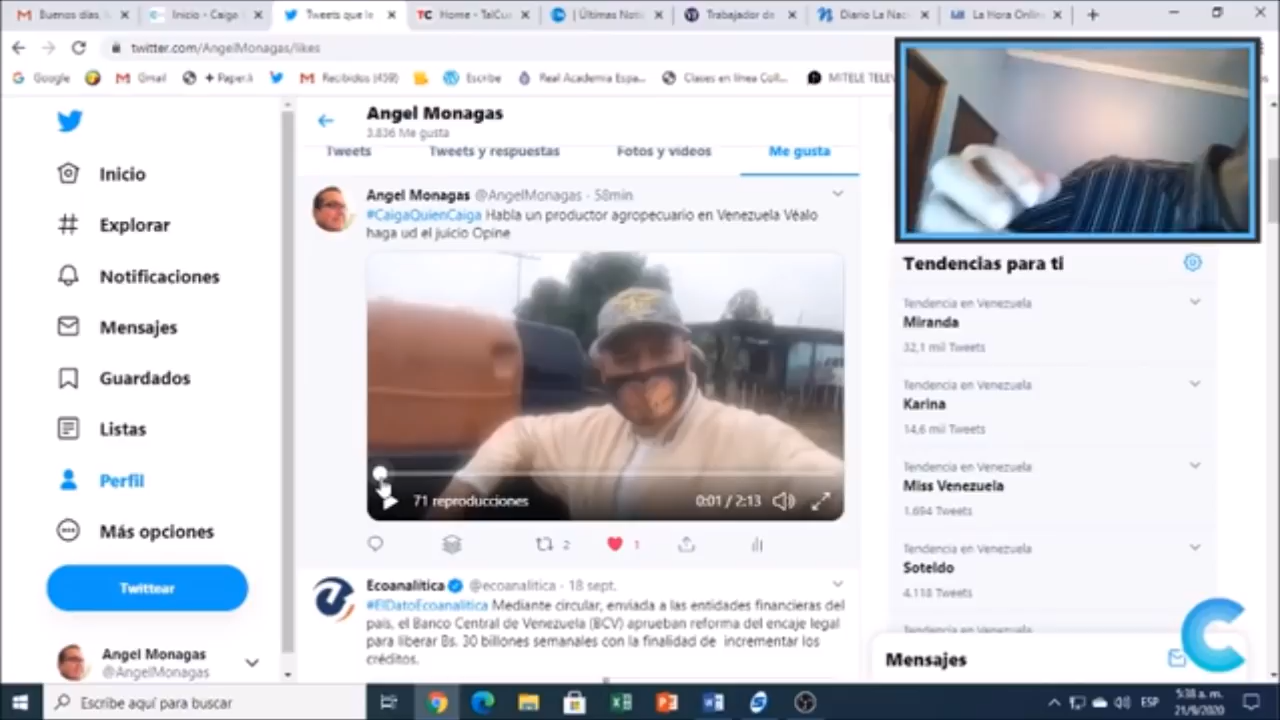 Buenos días, M
Inicio - Caiga
Tweets que le
Home - TalCua
Últimas Noti
Trabajador de
Diario La Nac
La Hora Onlin
twitter.com/AngelMonagas/likes
Google
Gmail
Recibidos (459)
Escribe
Real Academia Espa...
Clases en línea Coll...
Angel Monagas
3.836 Me gusta
Tweets
Tweets y respuestas
Fotos y videos
Me gusta
Inicio
Explorar
Notificaciones
Mensajes
Guardados
Listas
Perfil
Más opciones
Twittear
Angel Monagas
@AngelMonagas
Angel Monagas @AngelMonagas · 58min
#CaigaQuienCaiga Habla un productor agropecuario en Venezuela Véalo
haga ud el juicio Opine
71 reproducciones
0:01 / 2:13
2
1
Ecoanalítica @ecoanalitica · 18 sept.
#ElDatoEcoanalítica Mediante circular, enviada a las entidades financieras del
país, el Banco Central de Venezuela (BCV) aprueban reforma del encaje legal
para liberar Bs. 30 billones semanales con la finalidad de incrementar los
créditos.
Tendencias para ti
Tendencia en Venezuela
Miranda
32,1 mil Tweets
Tendencia en Venezuela
Karina
14,6 mil Tweets
Tendencia en Venezuela
Miss Venezuela
1.694 Tweets
Tendencia en Venezuela
Soteldo
4.118 Tweets
Tendencia en Venezuela
Mensajes
Escribe aquí para buscar
ESP
5:38 a. m.
21/9/2020